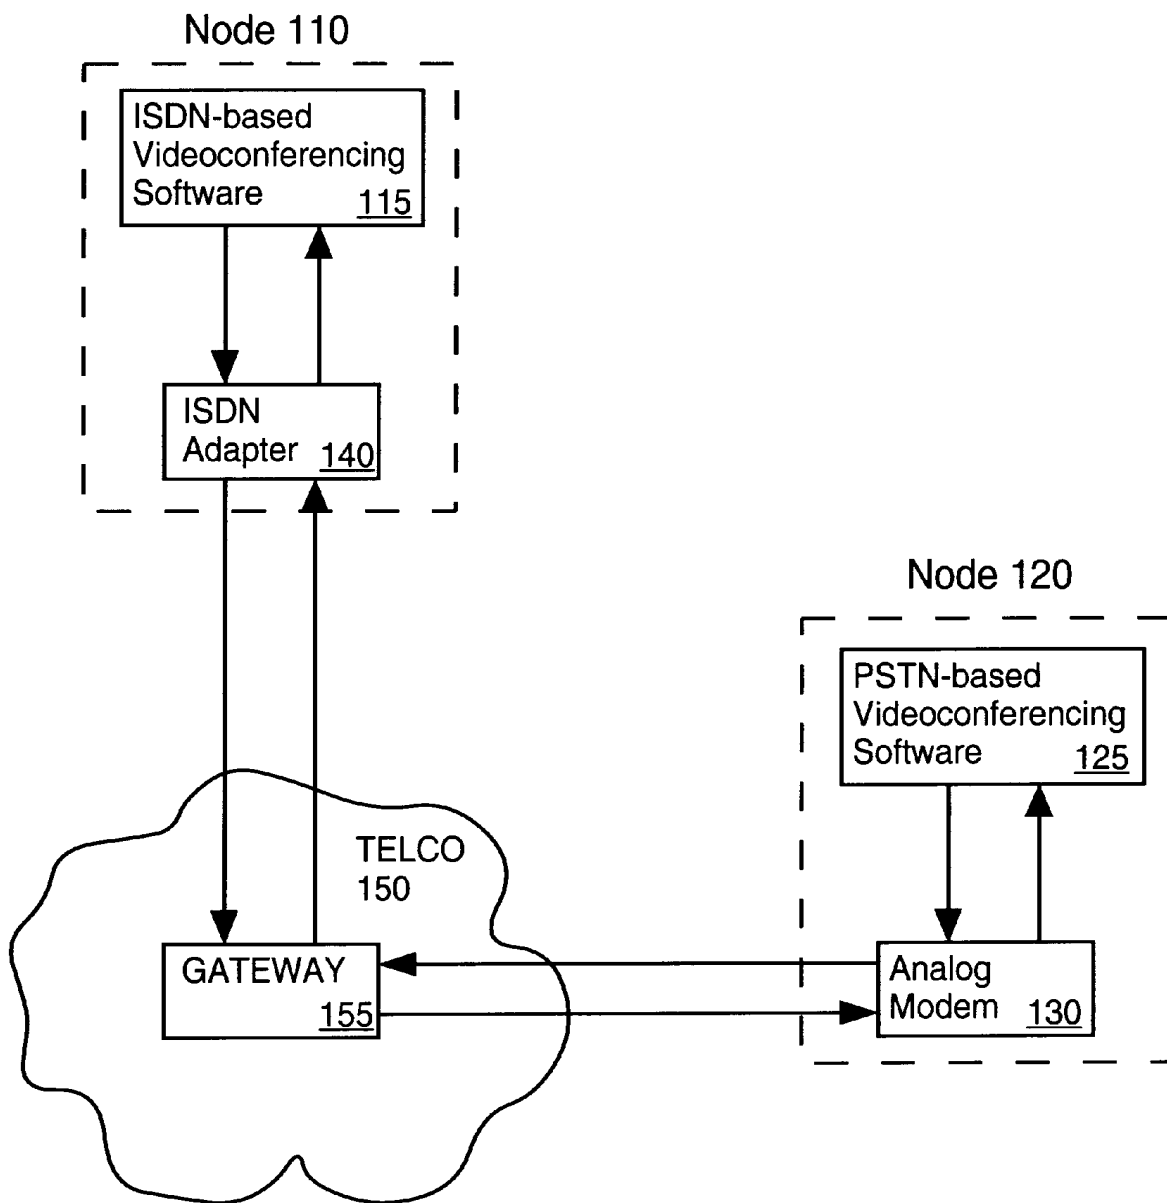 Node 110
ISDN-based
Videoconferencing
Software 115
ISDN
Adapter 140
Node 120
PSTN-based
Videoconferencing
Software 125
TELCO
150
GATEWAY
155
Analog
Modem 130